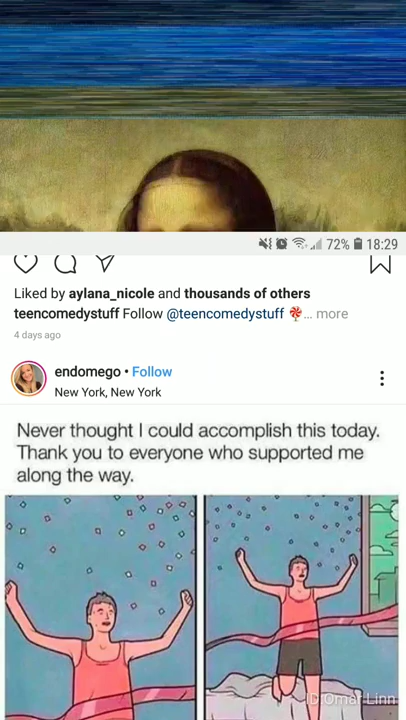 72% 18:29
Liked by aylana_nicole and thousands of others
teencomedystuff Follow @teencomedystuff ... more
4 days ago
endomego • Follow
New York, New York
Never thought I could accomplish this today.
Thank you to everyone who supported me
along the way.
ID:Omar Linn